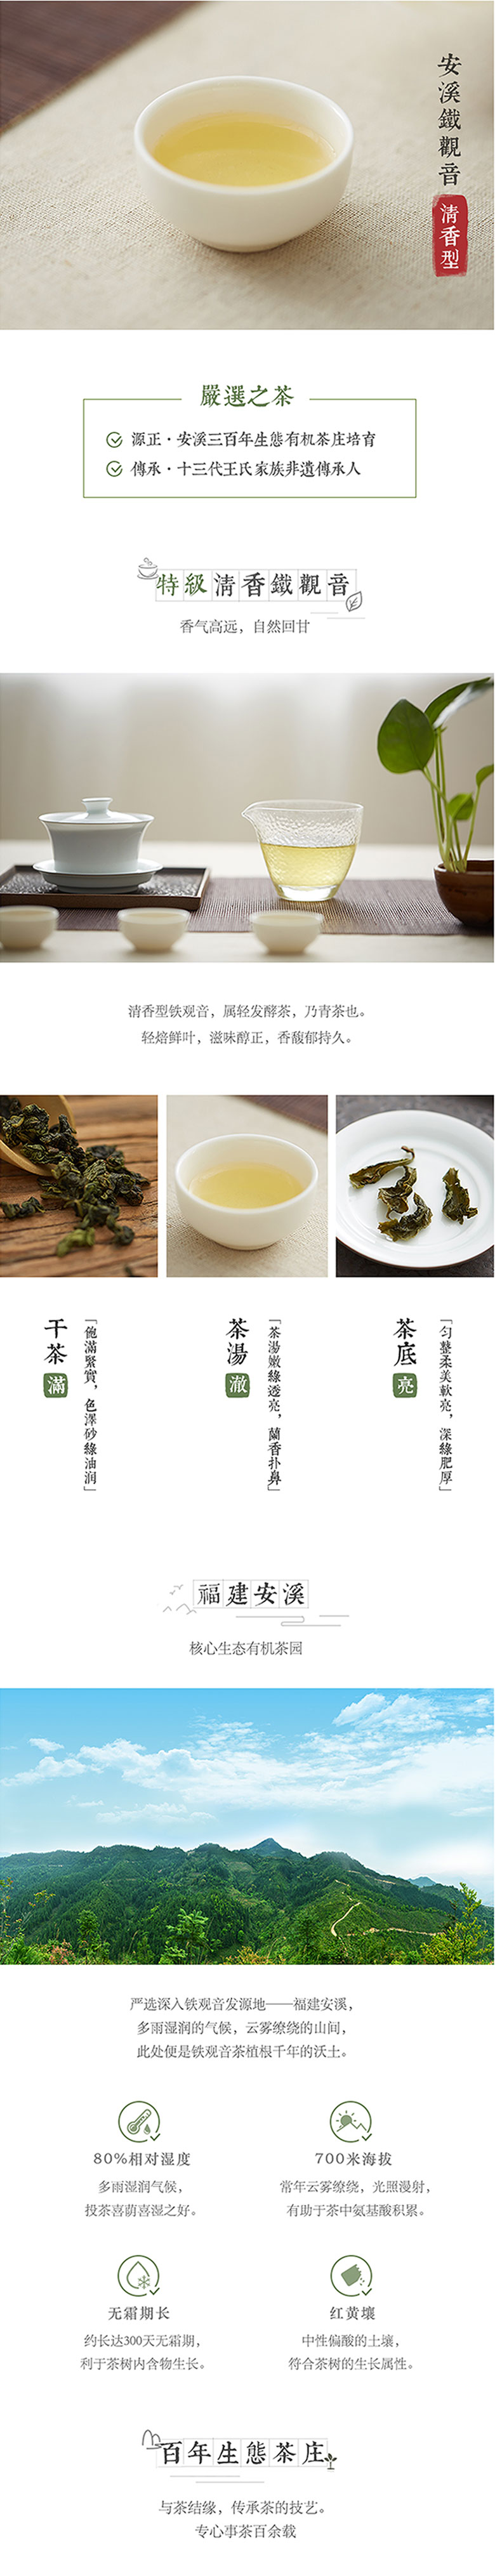 安溪鐵觀音
清香型
嚴選之茶
源正·安溪三百年生態有机茶庄培育
傳承·十三代王氏家族非遺傳承人
特級清香鐵觀音
香气高远，自然回甘
清香型铁观音，属轻发酵茶，乃青茶也。
轻焙鲜叶，滋味醇正，香馥郁持久。
干茶
滿
「飽滿緊實，色澤砂綠油润」
茶湯
澈
「茶湯嫩綠透亮，蘭香扑鼻」
茶底
亮
「勻整柔美軟亮，深綠肥厚」
福建安溪
核心生态有机茶园
严选深入铁观音发源地——福建安溪，
多雨湿润的气候，云雾缭绕的山间，
此处便是铁观音茶植根千年的沃土。
80%相对湿度
多雨湿润气候，
投茶喜荫喜湿之好。
700米海拔
常年云雾缭绕，光照漫射，
有助于茶中氨基酸积累。
无霜期长
约长达300天无霜期，
利于茶树内含物生长。
红黄壤
中性偏酸的土壤，
符合茶树的生长属性。
百年生態茶庄
与茶结缘，传承茶的技艺。
专心事茶百余载